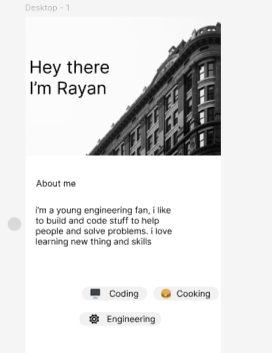 Desktop - 1
Hey there
I'm Rayan
About me
i'm a young engineering fan, i like
to build and code stuff to help
people and solve problems. i love
learning new thing and skills
Coding
Cooking
Engineering